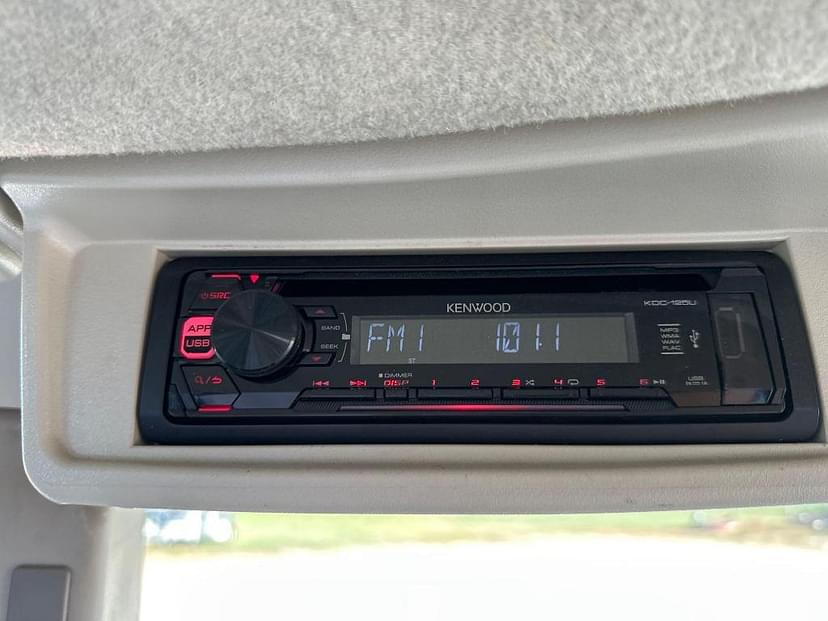 KENWOOD
KDC-125U
SRC
APP
USB
BAND
SEEK
FM1 101.1
ST
MP3
WMA
WAV
FLAC
DIMMER
DISP 1 2 3 4 5 6
USB